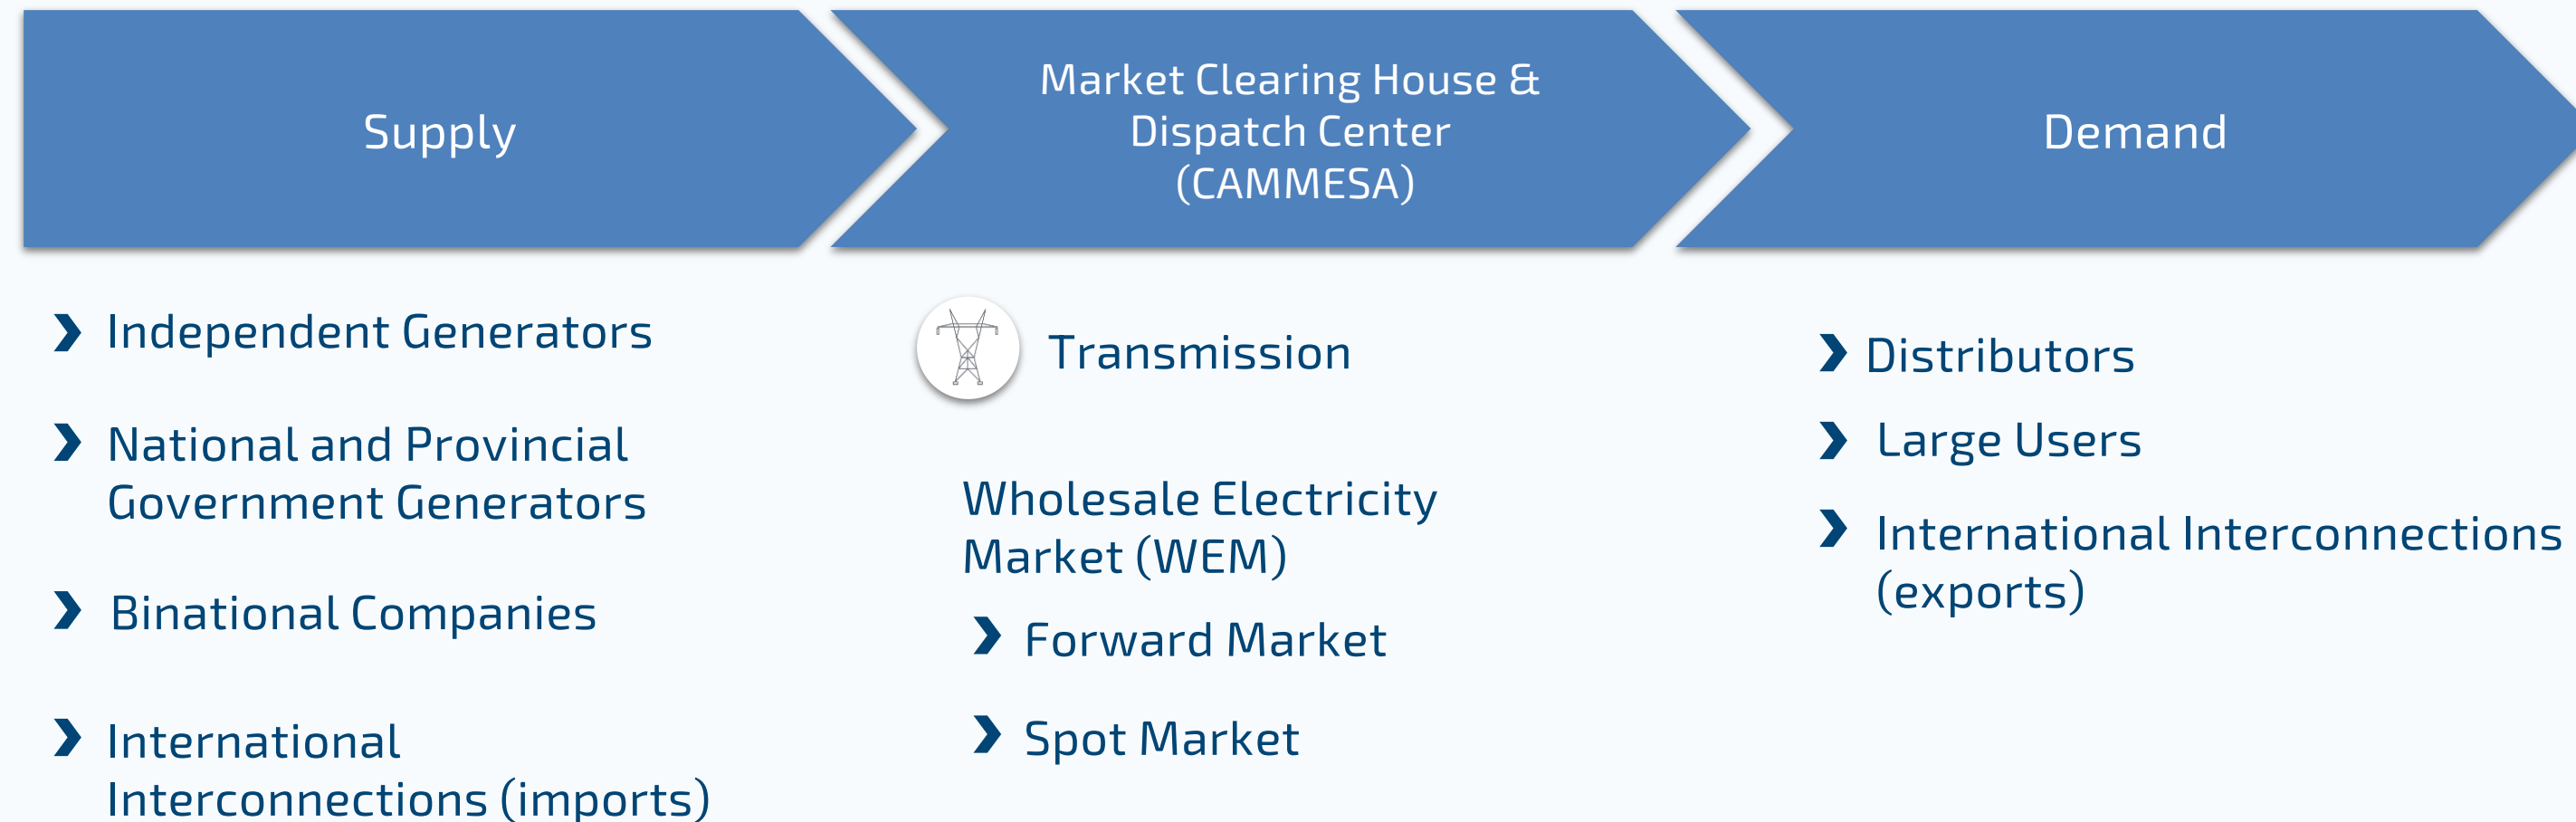 Supply
Market Clearing House &
Dispatch Center
(CAMMESA)
Demand
Independent Generators
National and Provincial
Government Generators
Binational Companies
International
Interconnections (imports)
Transmission
Wholesale Electricity
Market (WEM)
Forward Market
Spot Market
Distributors
Large Users
International Interconnections
(exports)